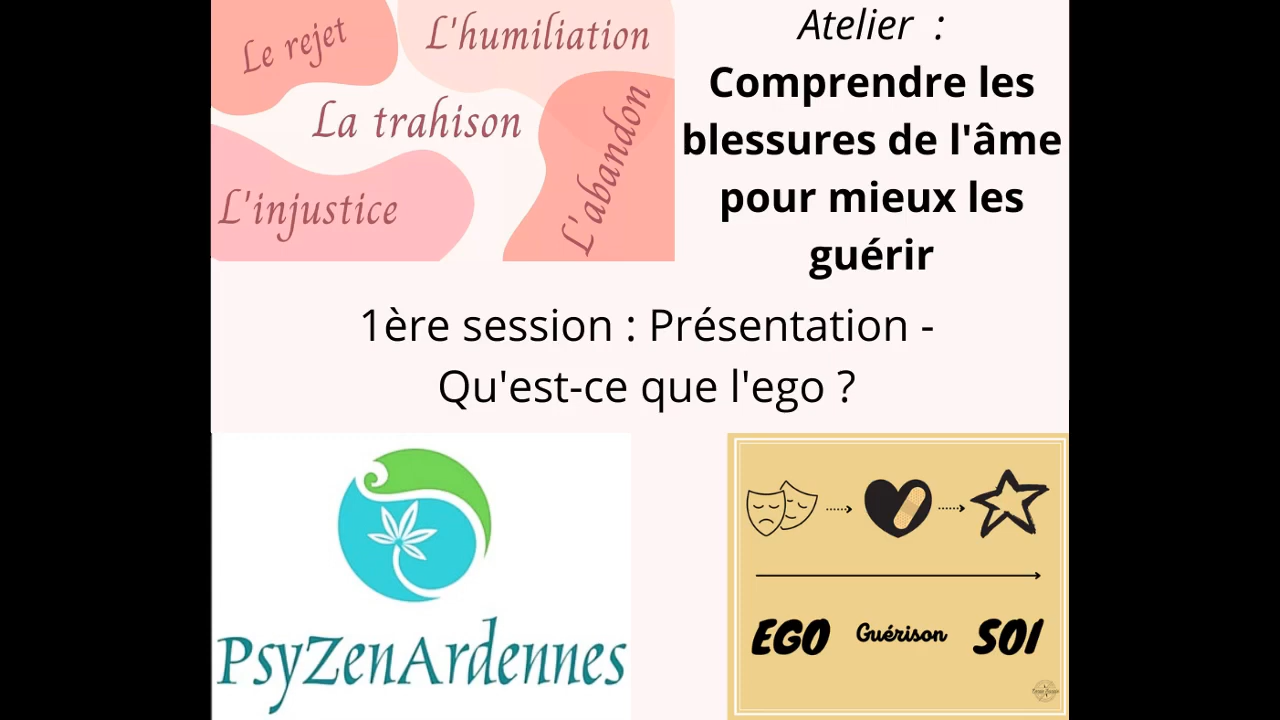 Le rejet
L'humiliation
La trahison
L'abandon
L'injustice
Atelier :
Comprendre les
blessures de l'âme
pour mieux les
guérir
1ère session : Présentation -
Qu'est-ce que l'ego ?
PsyZenArdennes
EGO Guérison SOI